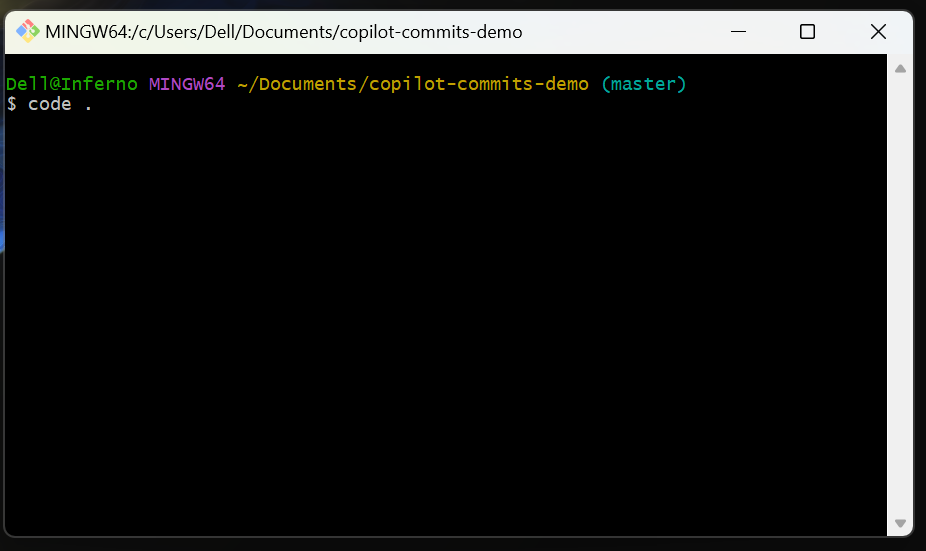 MINGW64:/c/Users/Dell/Documents/copilot-commits-demo
Dell@Inferno MINGW64 ~/Documents/copilot-commits-demo (master)
$ code .